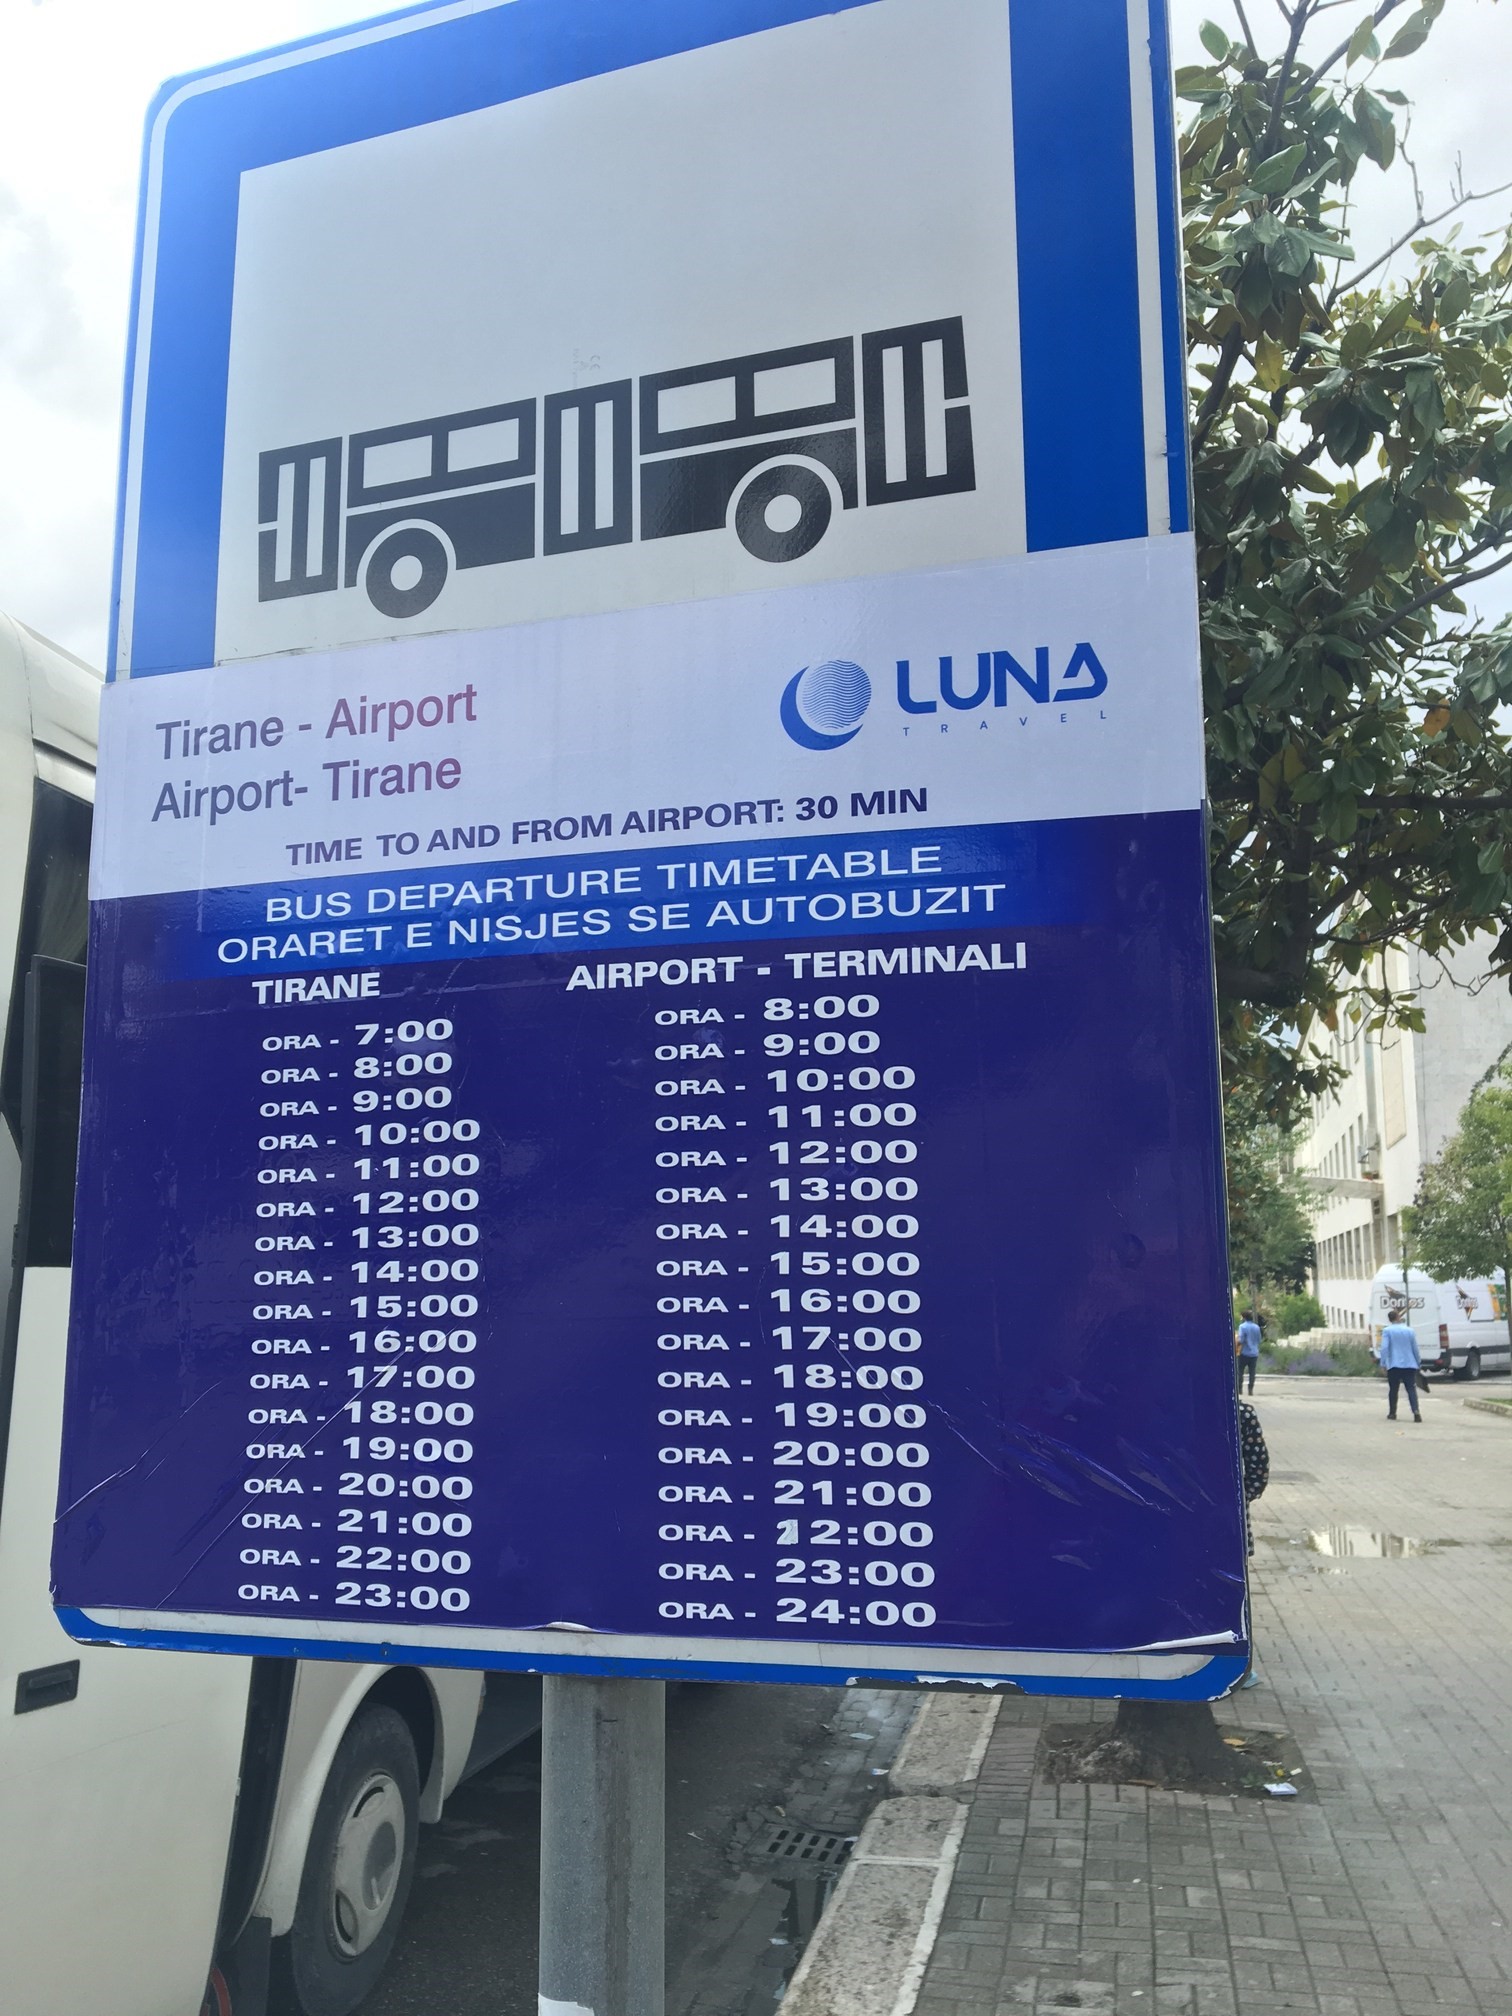 Tirane - Airport
Airport- Tirane
LUNA
TRAVEL
TIME TO AND FROM AIRPORT: 30 MIN
BUS DEPARTURE TIMETABLE
ORARET E NISJES SE AUTOBUZIT
TIRANE
ORA - 7:00
ORA - 8:00
ORA - 9:00
ORA - 10:00
ORA - 11:00
ORA - 12:00
ORA - 13:00
ORA - 14:00
ORA - 15:00
ORA - 16:00
ORA - 17:00
ORA - 18:00
ORA - 19:00
ORA - 20:00
ORA - 21:00
ORA - 22:00
ORA - 23:00
AIRPORT - TERMINALI
ORA - 8:00
ORA - 9:00
ORA - 10:00
ORA - 11:00
ORA - 12:00
ORA - 13:00
ORA - 14:00
ORA - 15:00
ORA - 16:00
ORA - 17:00
ORA - 18:00
ORA - 19:00
ORA - 20:00
ORA - 21:00
ORA - 12:00
ORA - 23:00
ORA - 24:00